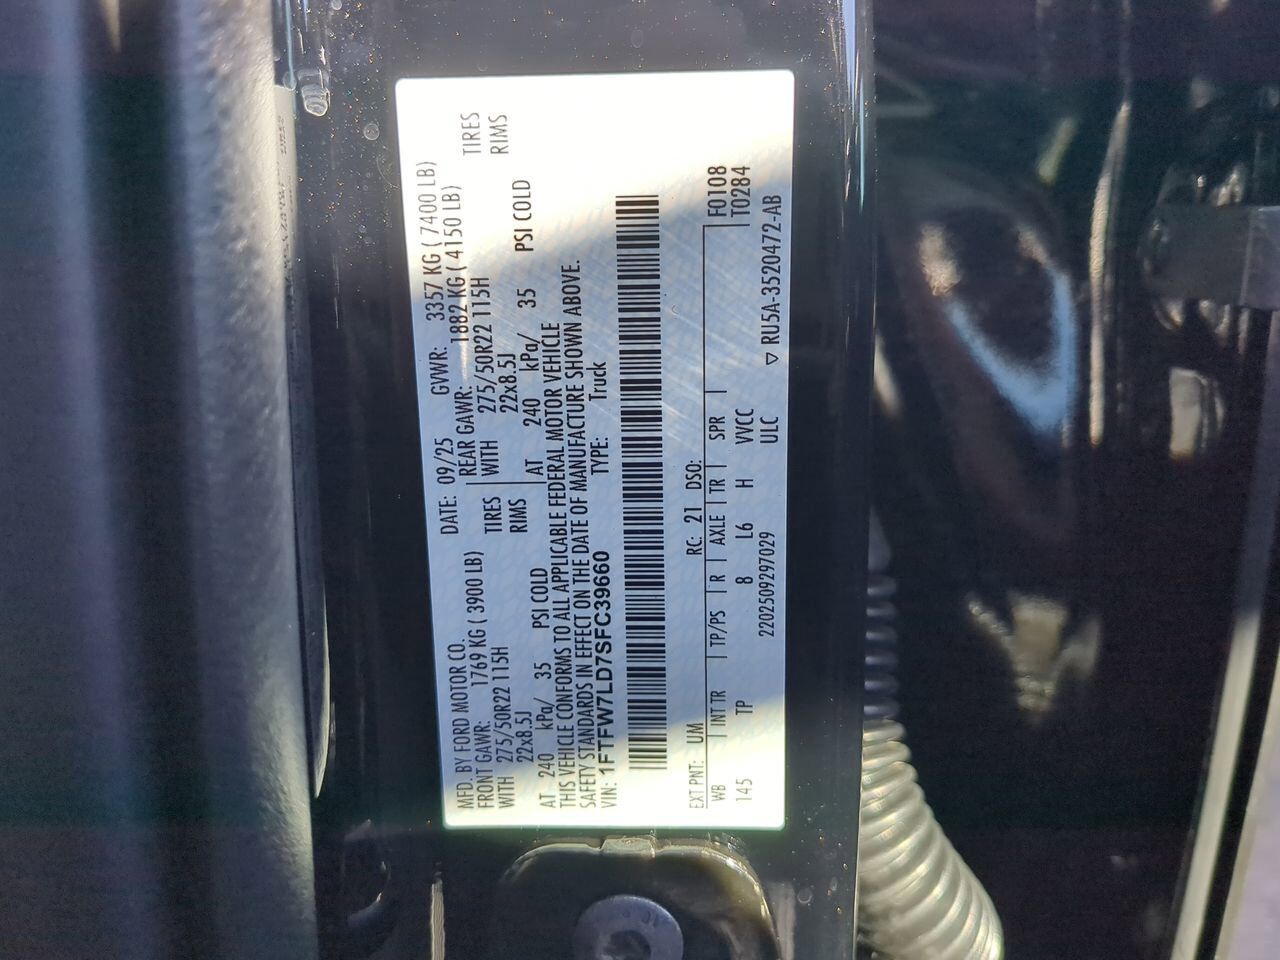 MFD. BY FORD MOTOR CO. DATE: 09/25 GVWR: 3357 KG ( 7400 LB)
FRONT GAWR: 1769 KG ( 3900 LB) REAR GAWR: 1882 KG ( 4150 LB)
WITH 275/50R22 115H TIRES WITH 275/50R22 115H TIRES
22x8.5J RIMS 22x8.5J RIMS
AT 240 kPa/ 35 PSI COLD AT 240 kPa/ 35 PSI COLD
THIS VEHICLE CONFORMS TO ALL APPLICABLE FEDERAL MOTOR VEHICLE
SAFETY STANDARDS IN EFFECT ON THE DATE OF MANUFACTURE SHOWN ABOVE.
VIN: 1FTFW7LD7SFC39660 TYPE: Truck
EXT PNT: UM RC: 21 DSO: F0108
WB INT TR TP/PS R AXLE TR SPR T0284
145 TP 8 L6 H VVCC
2202509297029 ULC ▽ RU5A-3520472-AB